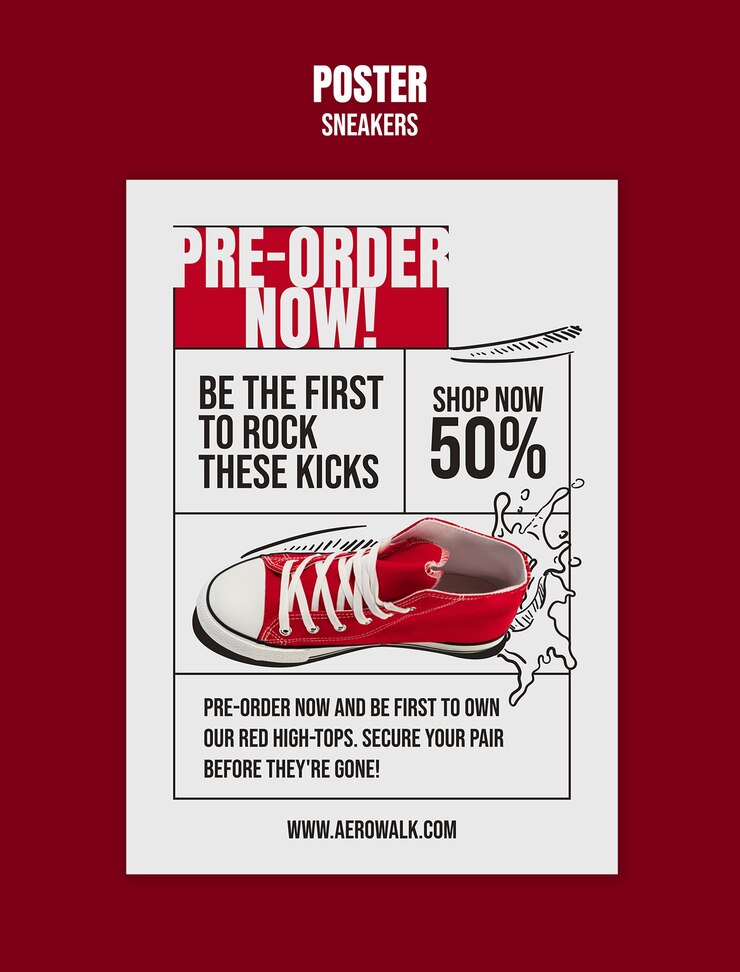 POSTER
SNEAKERS
PRE-ORDER
NOW!
BE THE FIRST
TO ROCK
THESE KICKS
SHOP NOW
50%
PRE-ORDER NOW AND BE FIRST TO OWN
OUR RED HIGH-TOPS. SECURE YOUR PAIR
BEFORE THEY'RE GONE!
WWW.AEROWALK.COM